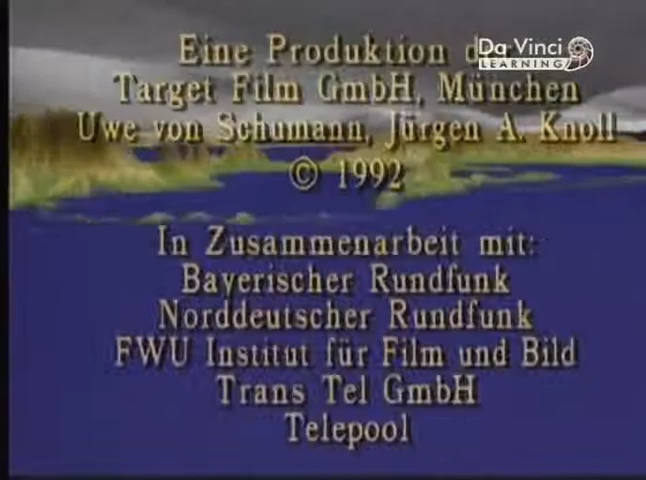 Eine Produktion der
Da Vinci
LEARNING
Target Film GmbH, München
Uwe von Schumann, Jürgen A. Knoll
© 1992
In Zusammenarbeit mit:
Bayerischer Rundfunk
Norddeutscher Rundfunk
FWU Institut für Film und Bild
Trans Tel GmbH
Telepool